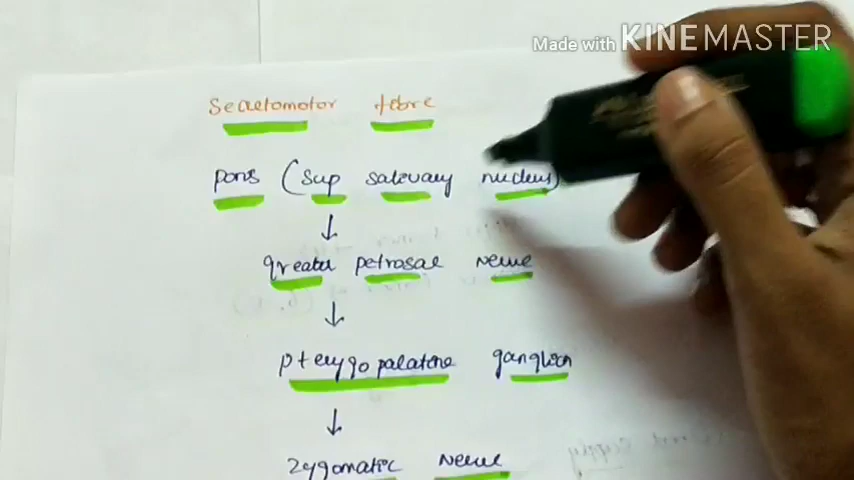 Made with KINEMASTER
Secretomotor fibre
pons (sup salivary nucleus)
greater petrosal nerve
pterygopalatine ganglion
zygomatic nerve